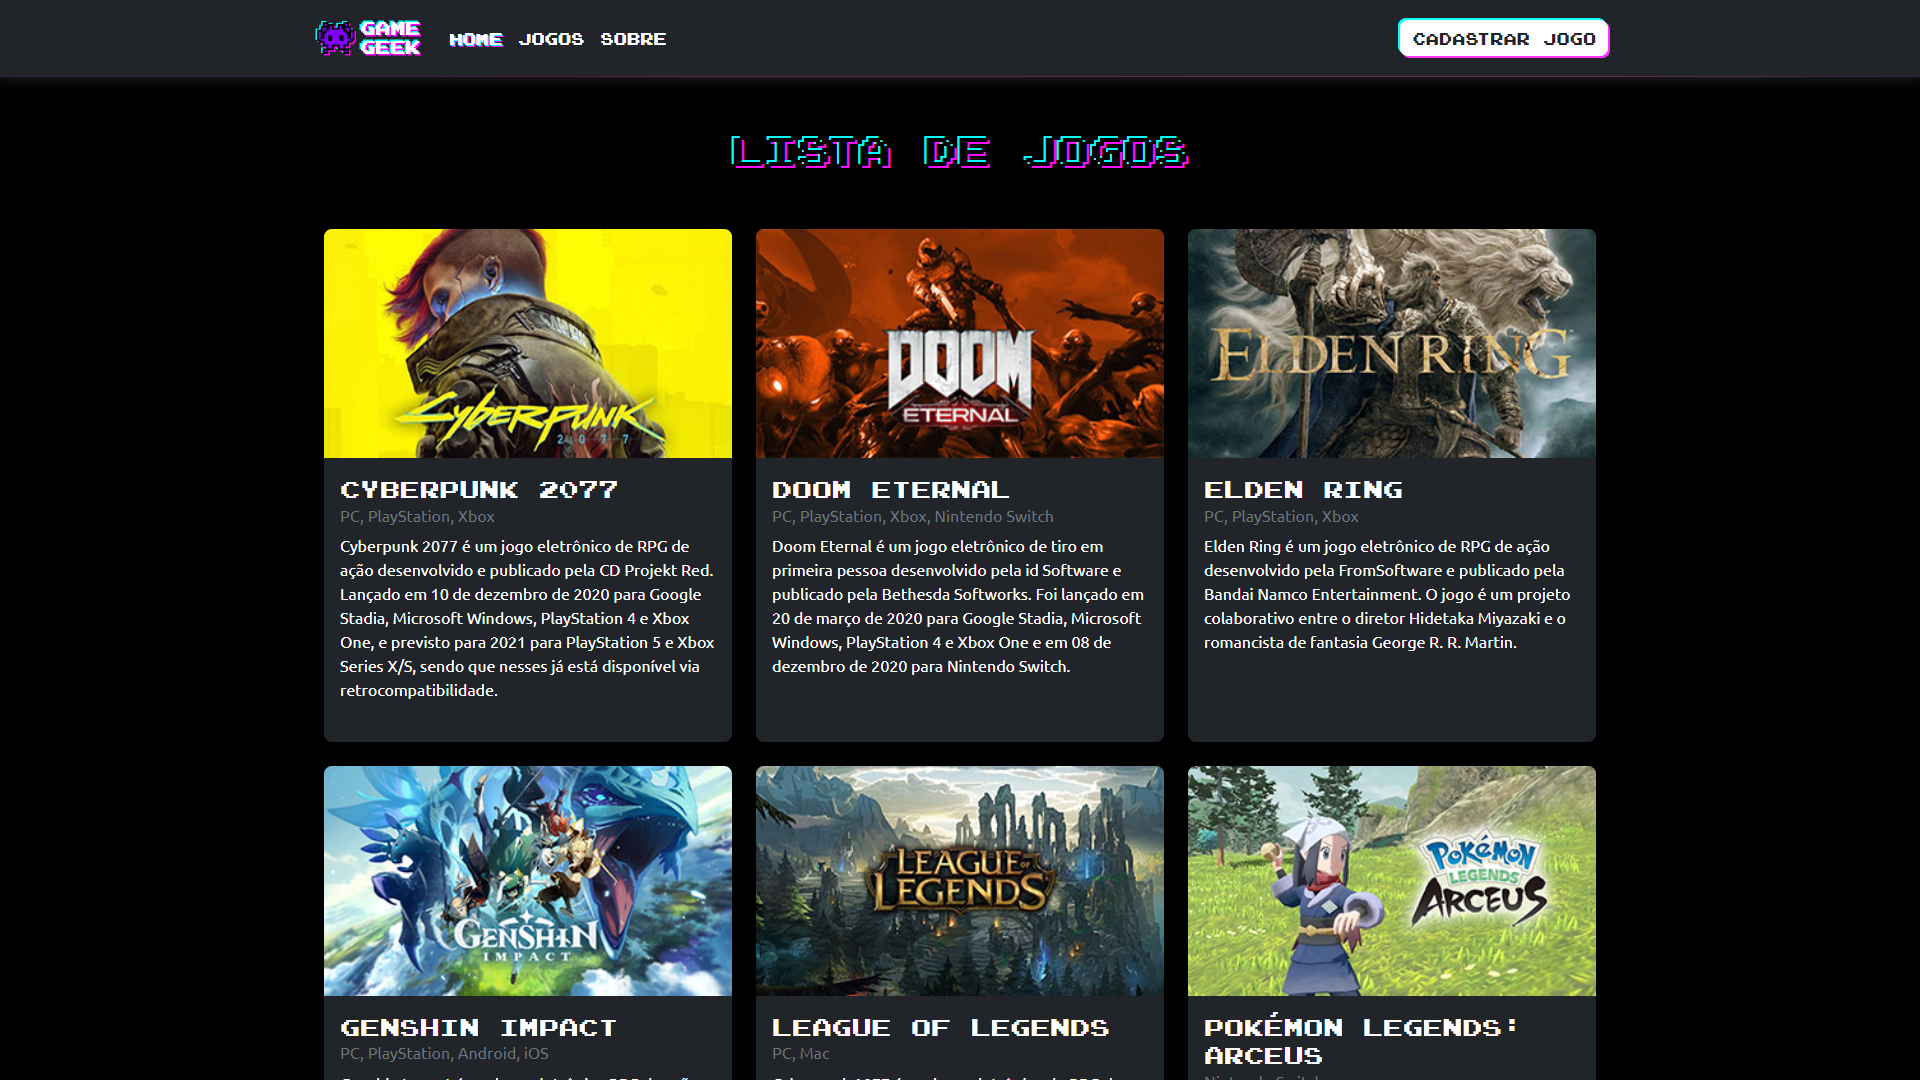 GAME
GEEK
HOME JOGOS SOBRE
CADASTRAR JOGO
LISTA DE JOGOS
Cyberpunk
2077
DOOM
ETERNAL
ELDEN RING
CYBERPUNK 2077
PC, PlayStation, Xbox
Cyberpunk 2077 é um jogo eletrônico de RPG de
ação desenvolvido e publicado pela CD Projekt Red.
Lançado em 10 de dezembro de 2020 para Google
Stadia, Microsoft Windows, PlayStation 4 e Xbox
One, e previsto para 2021 para PlayStation 5 e Xbox
Series X/S, sendo que nesses já está disponível via
retrocompatibilidade.
DOOM ETERNAL
PC, PlayStation, Xbox, Nintendo Switch
Doom Eternal é um jogo eletrônico de tiro em
primeira pessoa desenvolvido pela id Software e
publicado pela Bethesda Softworks. Foi lançado em
20 de março de 2020 para Google Stadia, Microsoft
Windows, PlayStation 4 e Xbox One e em 08 de
dezembro de 2020 para Nintendo Switch.
ELDEN RING
PC, PlayStation, Xbox
Elden Ring é um jogo eletrônico de RPG de ação
desenvolvido pela FromSoftware e publicado pela
Bandai Namco Entertainment. O jogo é um projeto
colaborativo entre o diretor Hidetaka Miyazaki e o
romancista de fantasia George R. R. Martin.
GENSHIN
IMPACT
LEAGUE OF
LEGENDS
POKÉMON
LEGENDS
ARCEUS
GENSHIN IMPACT
PC, PlayStation, Android, iOS
LEAGUE OF LEGENDS
PC, Mac
POKÉMON LEGENDS:
ARCEUS